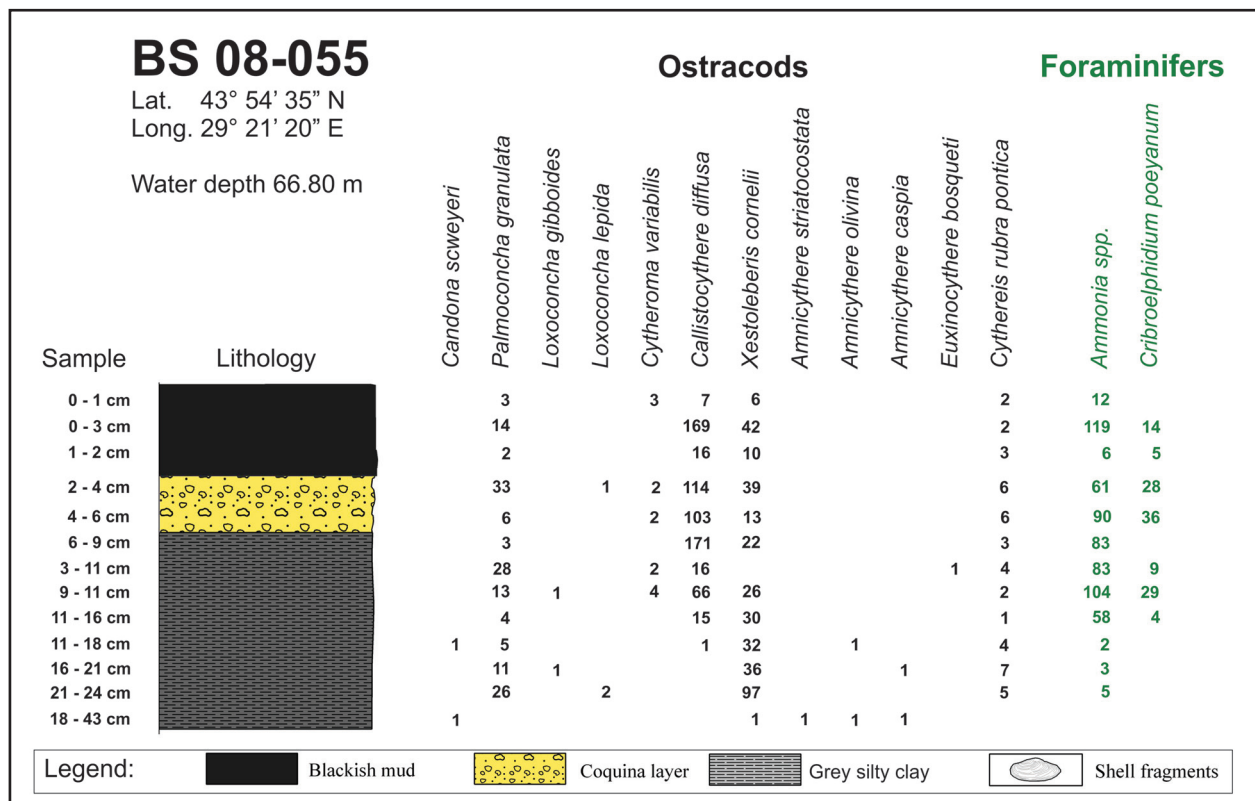 BS 08-055
Lat. 43° 54’ 35” N
Long. 29° 21’ 20” E
Water depth 66.80 m
Ostracods
Foraminifers
Candona scweyeri
Palmoconcha granulata
Loxoconcha gibboides
Loxoconcha lepida
Cytheroma variabilis
Callistocythere diffusa
Xestoleberis cornelii
Amnicythere striatocostata
Amnicythere olivina
Amnicythere caspia
Euxinocythere bosqueti
Cythereis rubra pontica
Ammonia spp.
Cribroelphidium poeyanum
Sample Lithology
0 - 1 cm 3 3 7 6 2 12
0 - 3 cm 14 169 42 2 119 14
1 - 2 cm 2 16 10 3 6 5
2 - 4 cm 33 1 2 114 39 6 61 28
4 - 6 cm 6 2 103 13 6 90 36
6 - 9 cm 3 171 22 3 83
3 - 11 cm 28 2 16 1 4 83 9
9 - 11 cm 13 1 4 66 26 2 104 29
11 - 16 cm 4 15 30 1 58 4
11 - 18 cm 1 5 1 32 1 4 2
16 - 21 cm 11 1 36 1 7 3
21 - 24 cm 26 2 97 5 5
18 - 43 cm 1 1 1 1 1
Legend: Blackish mud Coquina layer Grey silty clay Shell fragments